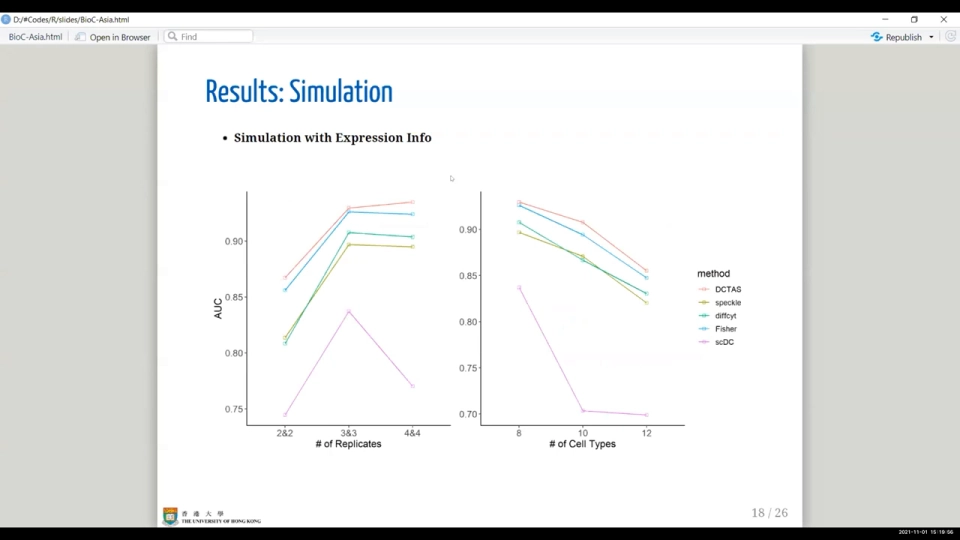 D:/#Codes/R/slides/BioC-Asia.html
BioC-Asia.html Open in Browser Find Republish
Results: Simulation
• Simulation with Expression Info
AUC
0.90
0.85
0.80
0.75
2&2 3&3 4&4
# of Replicates
0.90
0.85
0.80
0.75
0.70
8 10 12
# of Cell Types
method
DCTAS
speckle
diffcyt
Fisher
scDC
香港大學
THE UNIVERSITY OF HONG KONG
18 / 26
2021-11-01 15:19:56